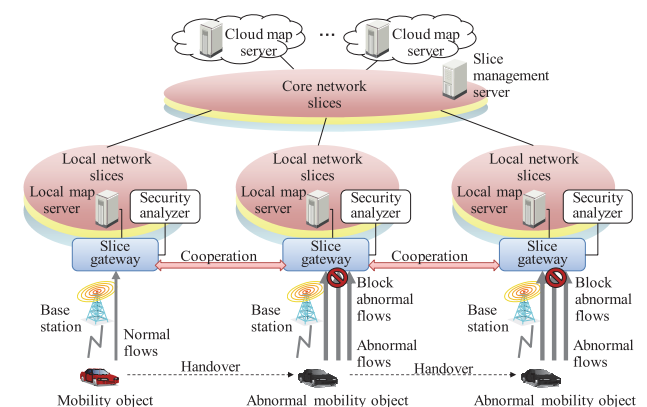 Cloud map
server
...
Cloud map
server
Slice
management
server
Core network
slices
Local network
slices
Local map
server
Security
analyzer
Slice
gateway
Local network
slices
Local map
server
Security
analyzer
Slice
gateway
Local network
slices
Local map
server
Security
analyzer
Slice
gateway
Cooperation
Cooperation
Base
station
Normal
flows
Base
station
Block
abnormal
flows
Abnormal
flows
Base
station
Block
abnormal
flows
Abnormal
flows
Handover
Handover
Mobility object
Abnormal mobility object
Abnormal mobility object